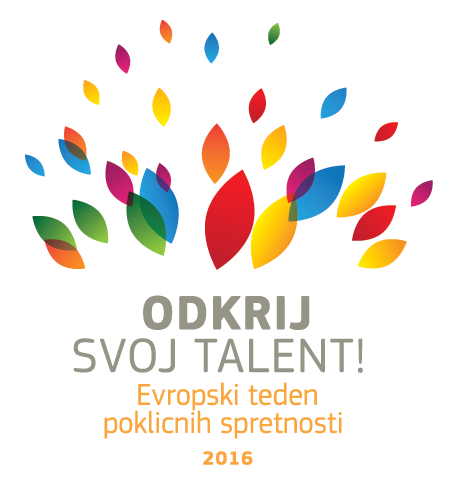 ODKRIJ
SVOJ TALENT!
Evropski teden
poklicnih spretnosti
2016